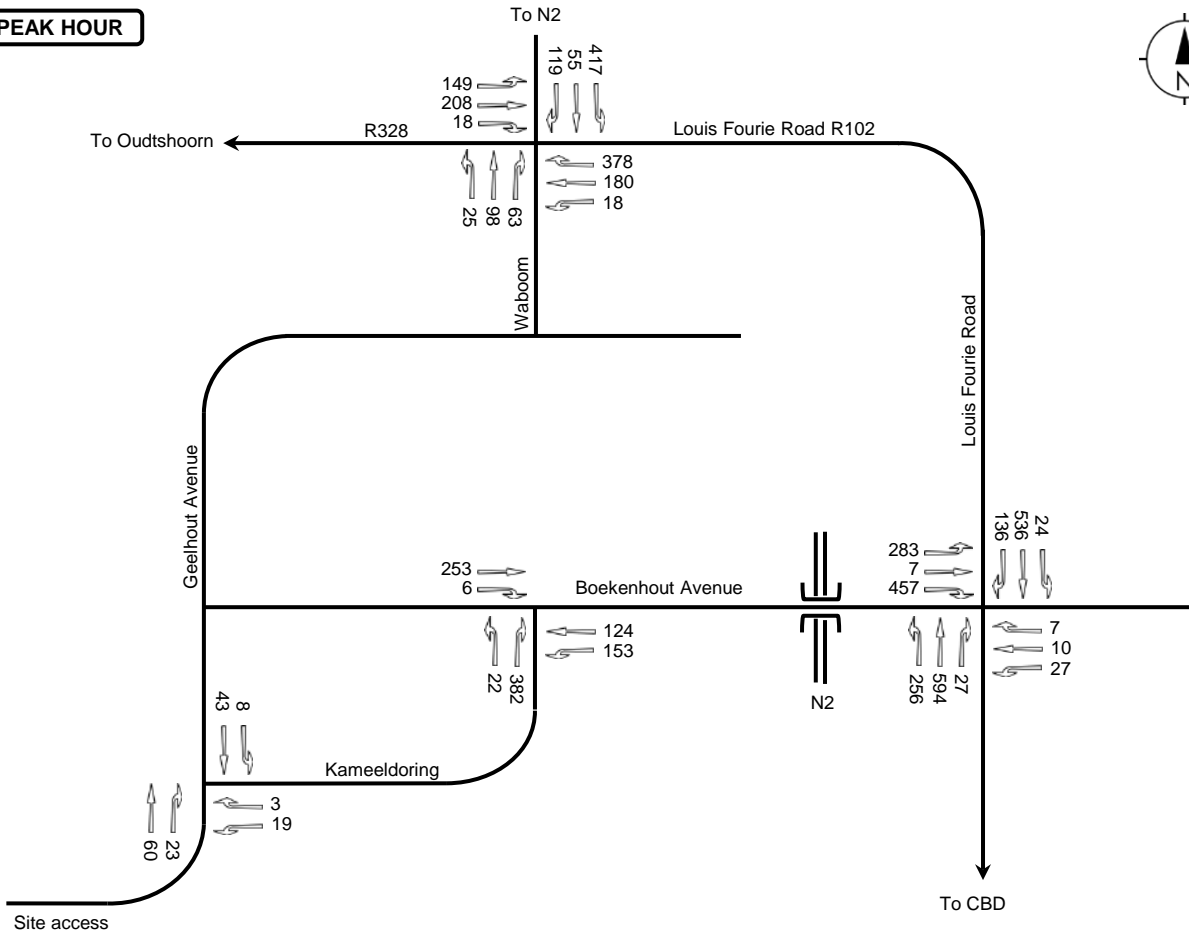 PEAK HOUR
To N2
N
119
55
417
149
208
18
To Oudtshoorn
R328
Louis Fourie Road R102
378
180
18
25
98
63
Waboom
Louis Fourie Road
Geelhout Avenue
136
536
24
283
7
457
253
6
Boekenhout Avenue
124
153
7
10
27
22
382
256
594
27
N2
43
8
Kameeldoring
3
19
60
23
To CBD
Site access